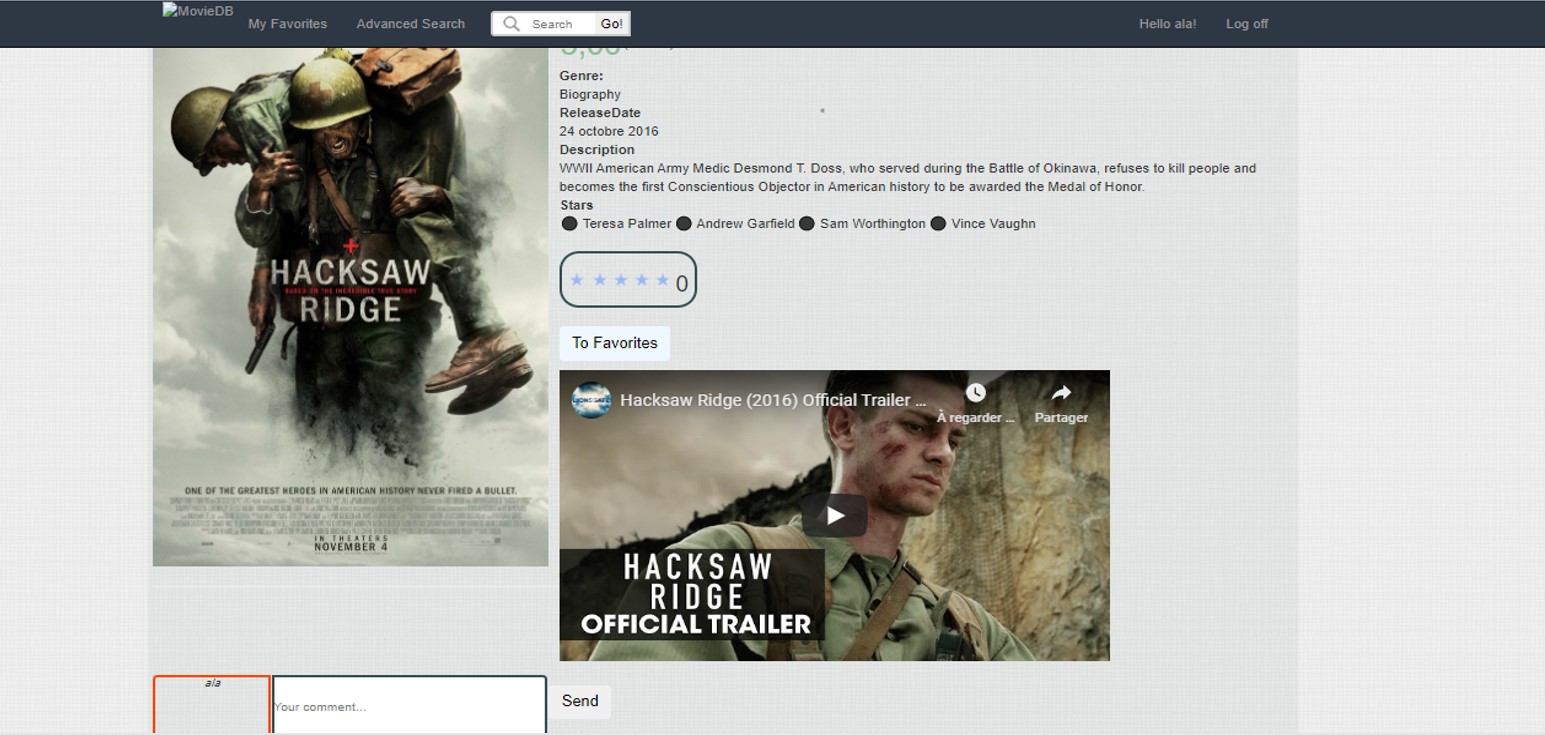 MovieDB My Favorites Advanced Search Search Go! Hello ala! Log off
Genre:
Biography
ReleaseDate
24 octobre 2016
Description
WWII American Army Medic Desmond T. Doss, who served during the Battle of Okinawa, refuses to kill people and
becomes the first Conscientious Objector in American history to be awarded the Medal of Honor.
Stars
Teresa Palmer Andrew Garfield Sam Worthington Vince Vaughn
0
To Favorites
HACKSAW
BASED ON THE INCREDIBLE TRUE STORY
RIDGE
ONE OF THE GREATEST HEROES IN AMERICAN HISTORY NEVER FIRED A BULLET.
IN THEATERS
NOVEMBER 4
LIONSGATE
Hacksaw Ridge (2016) Official Trailer ...
À regarder ... Partager
HACKSAW
RIDGE
OFFICIAL TRAILER
ala
Your comment...
Send